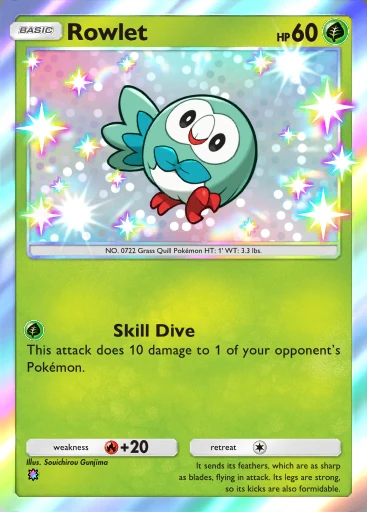 BASIC Rowlet HP 60
NO. 0722 Grass Quill Pokémon HT: 1' WT: 3.3 lbs.
Skill Dive
This attack does 10 damage to 1 of your opponent's
Pokémon.
weakness +20 retreat
Illus. Souichirou Gunjima
It sends its feathers, which are as sharp
as blades, flying in attack. Its legs are strong,
so its kicks are also formidable.